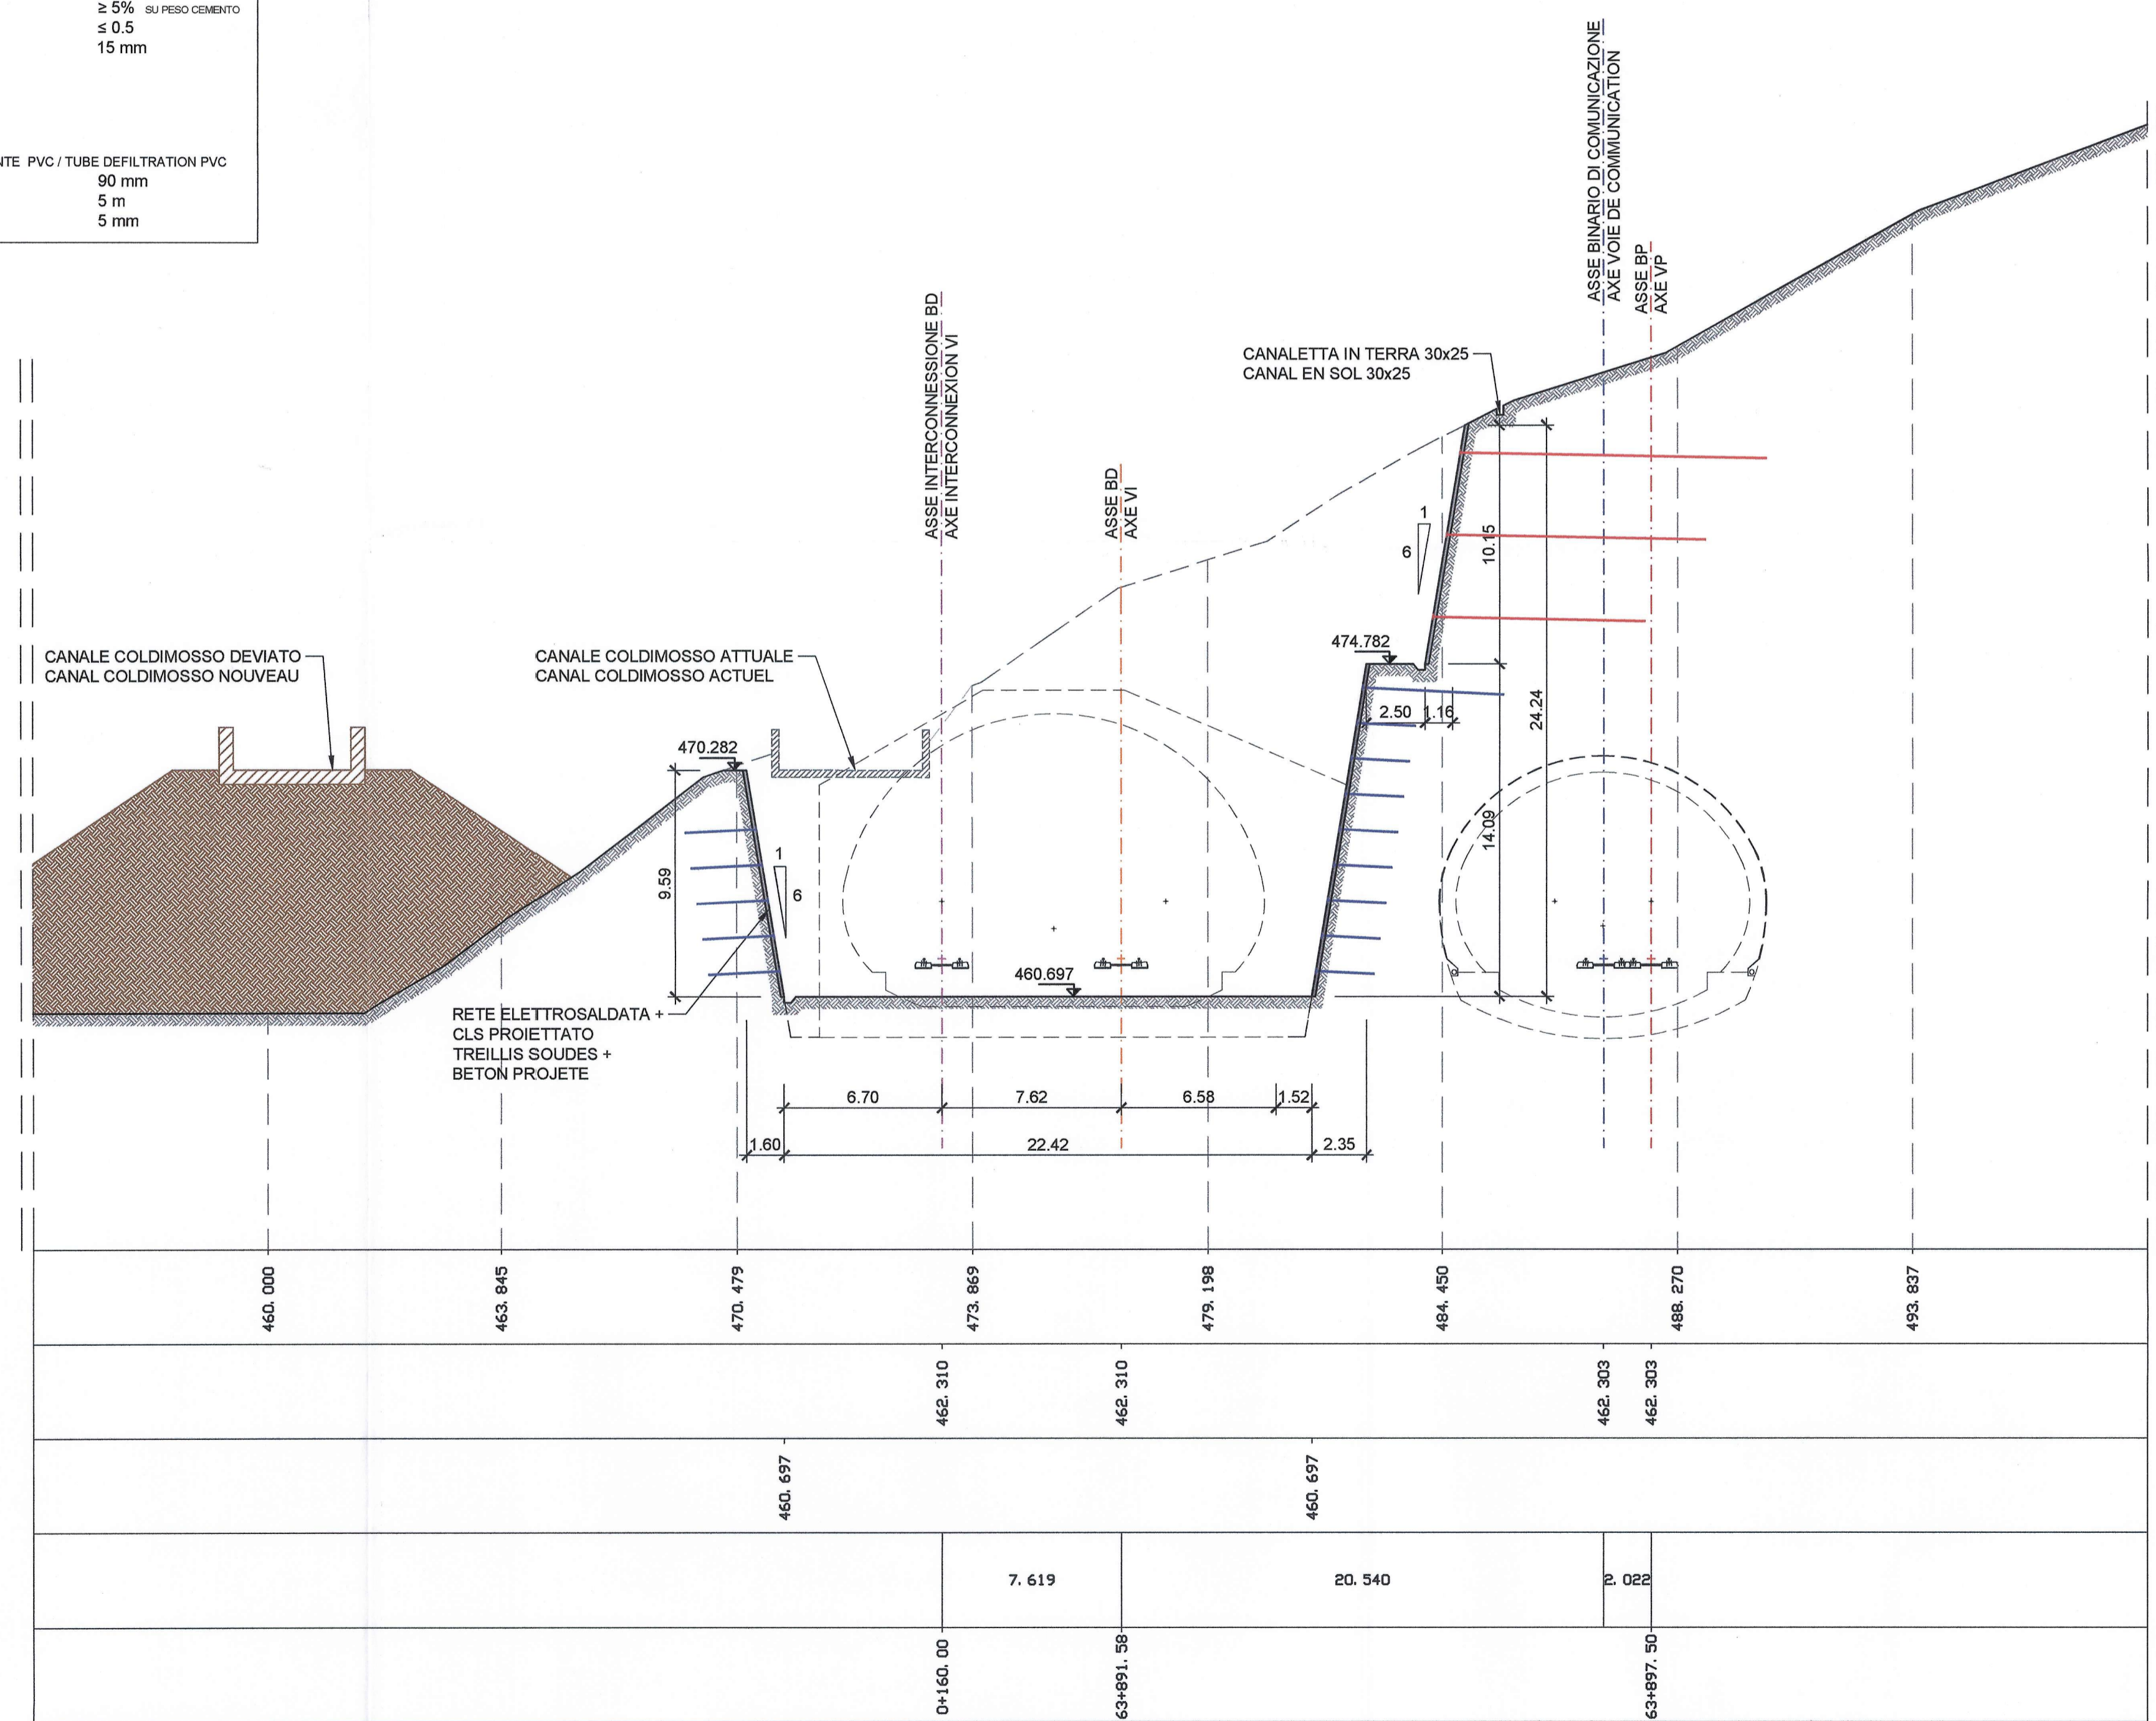 ≥ 5% SU PESO CEMENTO
≤ 0.5
15 mm
PVC / TUBE DEFILTRATION PVC
90 mm
5 m
5 mm
ASSE BINARIO DI COMUNICAZIONE
AXE VOIE DE COMMUNICATION
ASSE BP
AXE VP
ASSE INTERCONNESSIONE BD
AXE INTERCONNEXION VI
ASSE BD
AXE VI
CANALETTA IN TERRA 30x25
CANAL EN SOL 30x25
1
6
10.15
474.782
2.50
1.16
24.24
14.09
CANALE COLDIMOSSO DEVIATO
CANAL COLDIMOSSO NOUVEAU
CANALE COLDIMOSSO ATTUALE
CANAL COLDIMOSSO ACTUEL
470.282
9.59
1
6
460.697
RETE ELETTROSALDATA +
CLS PROIETTATO
TREILLIS SOUDES +
BETON PROJETE
6.70
7.62
6.58
1.52
1.60
22.42
2.35
460. 000
463. 845
470. 479
473. 869
479. 198
484. 450
488. 270
493. 837
462. 310
462. 310
462. 303
462. 303
460. 697
460. 697
7. 619
20. 540
2. 022
0+160. 00
63+891. 58
63+897. 50